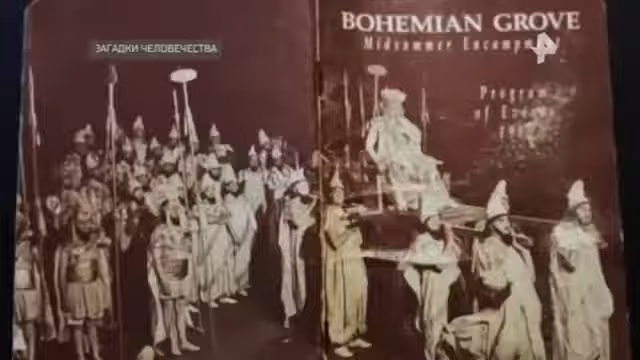 ЗАГАДКИ ЧЕЛОВЕЧЕСТВА
BOHEMIAN GROVE
Midsummer Encampment
Program
of Events